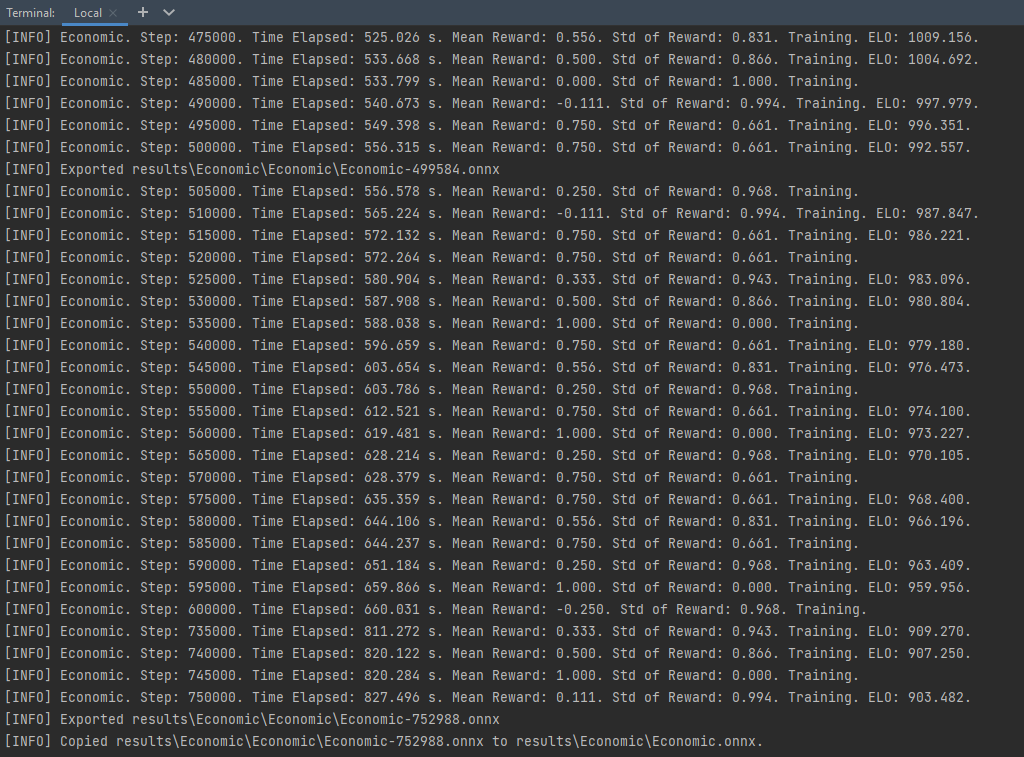 Terminal: Local × + ∨
[INFO] Economic. Step: 475000. Time Elapsed: 525.026 s. Mean Reward: 0.556. Std of Reward: 0.831. Training. ELO: 1009.156.
[INFO] Economic. Step: 480000. Time Elapsed: 533.668 s. Mean Reward: 0.500. Std of Reward: 0.866. Training. ELO: 1004.692.
[INFO] Economic. Step: 485000. Time Elapsed: 533.799 s. Mean Reward: 0.000. Std of Reward: 1.000. Training.
[INFO] Economic. Step: 490000. Time Elapsed: 540.673 s. Mean Reward: -0.111. Std of Reward: 0.994. Training. ELO: 997.979.
[INFO] Economic. Step: 495000. Time Elapsed: 549.398 s. Mean Reward: 0.750. Std of Reward: 0.661. Training. ELO: 996.351.
[INFO] Economic. Step: 500000. Time Elapsed: 556.315 s. Mean Reward: 0.750. Std of Reward: 0.661. Training. ELO: 992.557.
[INFO] Exported results\Economic\Economic\Economic-499584.onnx
[INFO] Economic. Step: 505000. Time Elapsed: 556.578 s. Mean Reward: 0.250. Std of Reward: 0.968. Training.
[INFO] Economic. Step: 510000. Time Elapsed: 565.224 s. Mean Reward: -0.111. Std of Reward: 0.994. Training. ELO: 987.847.
[INFO] Economic. Step: 515000. Time Elapsed: 572.132 s. Mean Reward: 0.750. Std of Reward: 0.661. Training. ELO: 986.221.
[INFO] Economic. Step: 520000. Time Elapsed: 572.264 s. Mean Reward: 0.750. Std of Reward: 0.661. Training.
[INFO] Economic. Step: 525000. Time Elapsed: 580.904 s. Mean Reward: 0.333. Std of Reward: 0.943. Training. ELO: 983.096.
[INFO] Economic. Step: 530000. Time Elapsed: 587.908 s. Mean Reward: 0.500. Std of Reward: 0.866. Training. ELO: 980.804.
[INFO] Economic. Step: 535000. Time Elapsed: 588.038 s. Mean Reward: 1.000. Std of Reward: 0.000. Training.
[INFO] Economic. Step: 540000. Time Elapsed: 596.659 s. Mean Reward: 0.750. Std of Reward: 0.661. Training. ELO: 979.180.
[INFO] Economic. Step: 545000. Time Elapsed: 603.654 s. Mean Reward: 0.556. Std of Reward: 0.831. Training. ELO: 976.473.
[INFO] Economic. Step: 550000. Time Elapsed: 603.786 s. Mean Reward: 0.250. Std of Reward: 0.968. Training.
[INFO] Economic. Step: 555000. Time Elapsed: 612.521 s. Mean Reward: 0.750. Std of Reward: 0.661. Training. ELO: 974.100.
[INFO] Economic. Step: 560000. Time Elapsed: 619.481 s. Mean Reward: 1.000. Std of Reward: 0.000. Training. ELO: 973.227.
[INFO] Economic. Step: 565000. Time Elapsed: 628.214 s. Mean Reward: 0.250. Std of Reward: 0.968. Training. ELO: 970.105.
[INFO] Economic. Step: 570000. Time Elapsed: 628.379 s. Mean Reward: 0.750. Std of Reward: 0.661. Training.
[INFO] Economic. Step: 575000. Time Elapsed: 635.359 s. Mean Reward: 0.750. Std of Reward: 0.661. Training. ELO: 968.400.
[INFO] Economic. Step: 580000. Time Elapsed: 644.106 s. Mean Reward: 0.556. Std of Reward: 0.831. Training. ELO: 966.196.
[INFO] Economic. Step: 585000. Time Elapsed: 644.237 s. Mean Reward: 0.750. Std of Reward: 0.661. Training.
[INFO] Economic. Step: 590000. Time Elapsed: 651.184 s. Mean Reward: 0.250. Std of Reward: 0.968. Training. ELO: 963.409.
[INFO] Economic. Step: 595000. Time Elapsed: 659.866 s. Mean Reward: 1.000. Std of Reward: 0.000. Training. ELO: 959.956.
[INFO] Economic. Step: 600000. Time Elapsed: 660.031 s. Mean Reward: -0.250. Std of Reward: 0.968. Training.
[INFO] Economic. Step: 735000. Time Elapsed: 811.272 s. Mean Reward: 0.333. Std of Reward: 0.943. Training. ELO: 909.270.
[INFO] Economic. Step: 740000. Time Elapsed: 820.122 s. Mean Reward: 0.500. Std of Reward: 0.866. Training. ELO: 907.250.
[INFO] Economic. Step: 745000. Time Elapsed: 820.284 s. Mean Reward: 1.000. Std of Reward: 0.000. Training.
[INFO] Economic. Step: 750000. Time Elapsed: 827.496 s. Mean Reward: 0.111. Std of Reward: 0.994. Training. ELO: 903.482.
[INFO] Exported results\Economic\Economic\Economic-752988.onnx
[INFO] Copied results\Economic\Economic\Economic-752988.onnx to results\Economic\Economic.onnx.